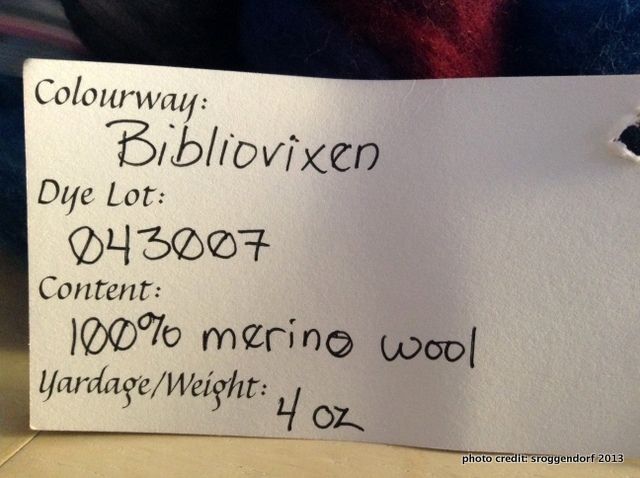 Colourway:
Bibliovixen
Dye Lot:
043007
Content:
100% merino wool
Yardage/Weight:
4 oz
photo credit: sroggendorf 2013